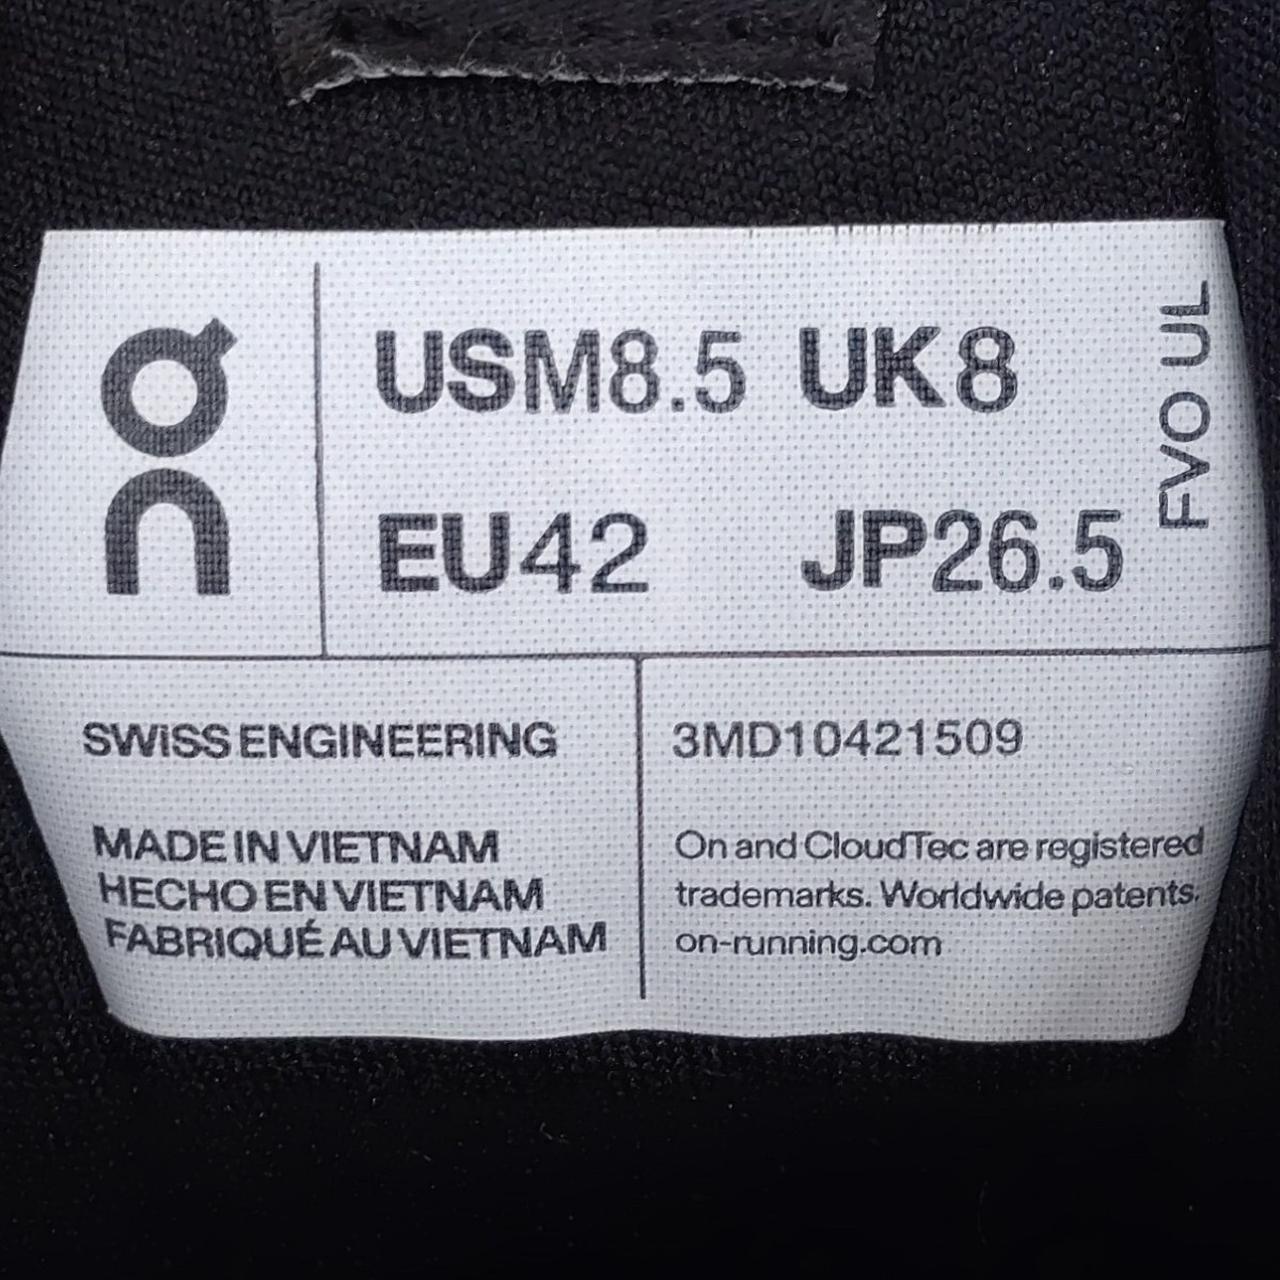 On
USM8.5 UK8
EU42 JP26.5
FVO UL
SWiSS ENGINEERING
MADE IN VIETNAM
HECHO EN VIETNAM
FABRIQUÉ AU VIETNAM
3MD10421509
On and CloudTec are registered
trademarks. Worldwide patents.
on-running.com